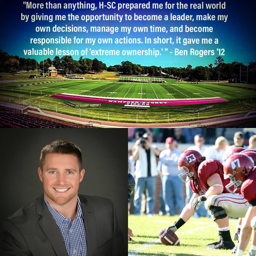 "More than anything, H-SC prepared me for the real world
by giving me the opportunity to become a leader, make my
own decisions, manage my own time, and become
responsible for my own actions. In short, it gave me a
valuable lesson of 'extreme ownership.' " - Ben Rogers '12